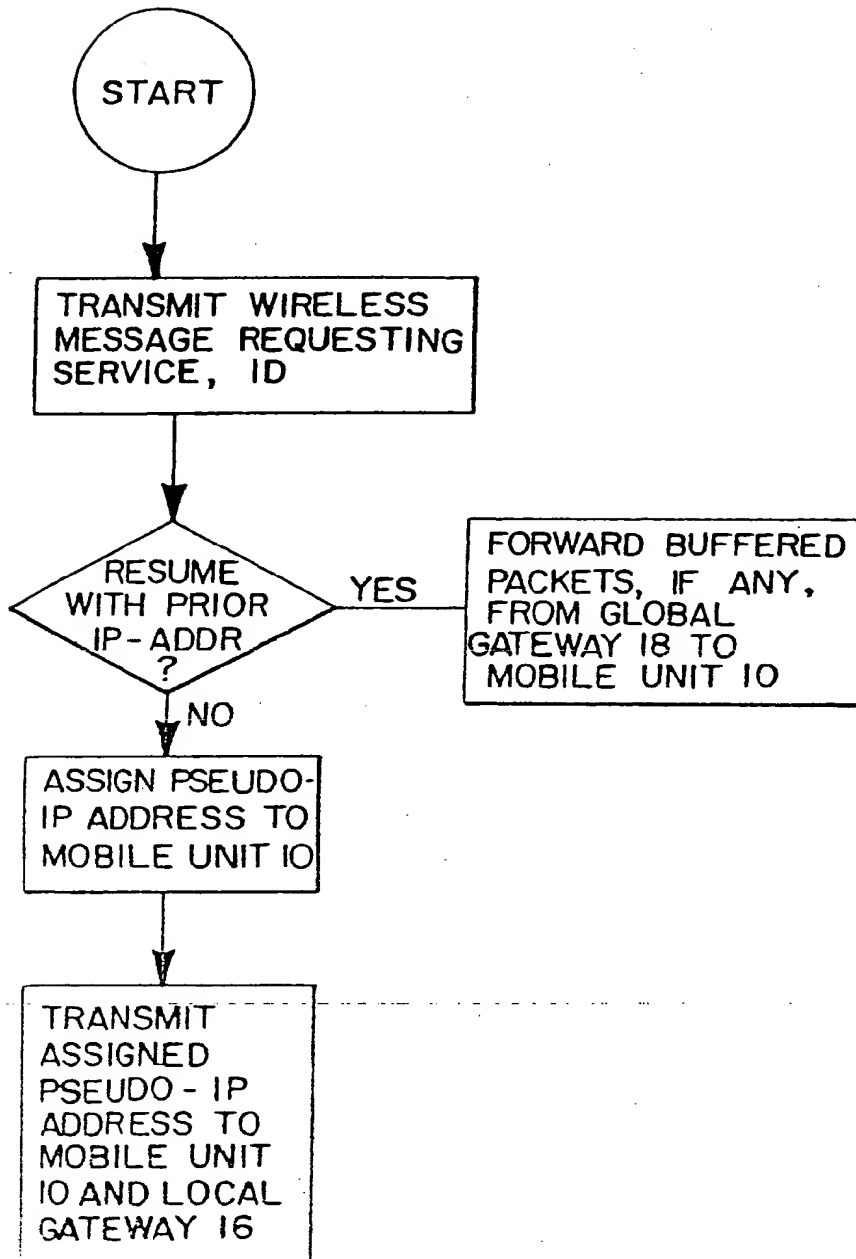 START
TRANSMIT WIRELESS
MESSAGE REQUESTING
SERVICE, ID
RESUME
WITH PRIOR
IP-ADDR
?
YES
FORWARD BUFFERED
PACKETS, IF ANY,
FROM GLOBAL
GATEWAY 18 TO
MOBILE UNIT 10
NO
ASSIGN PSEUDO-
IP ADDRESS TO
MOBILE UNIT 10
TRANSMIT
ASSIGNED
PSEUDO-IP
ADDRESS TO
MOBILE UNIT
10 AND LOCAL
GATEWAY 16